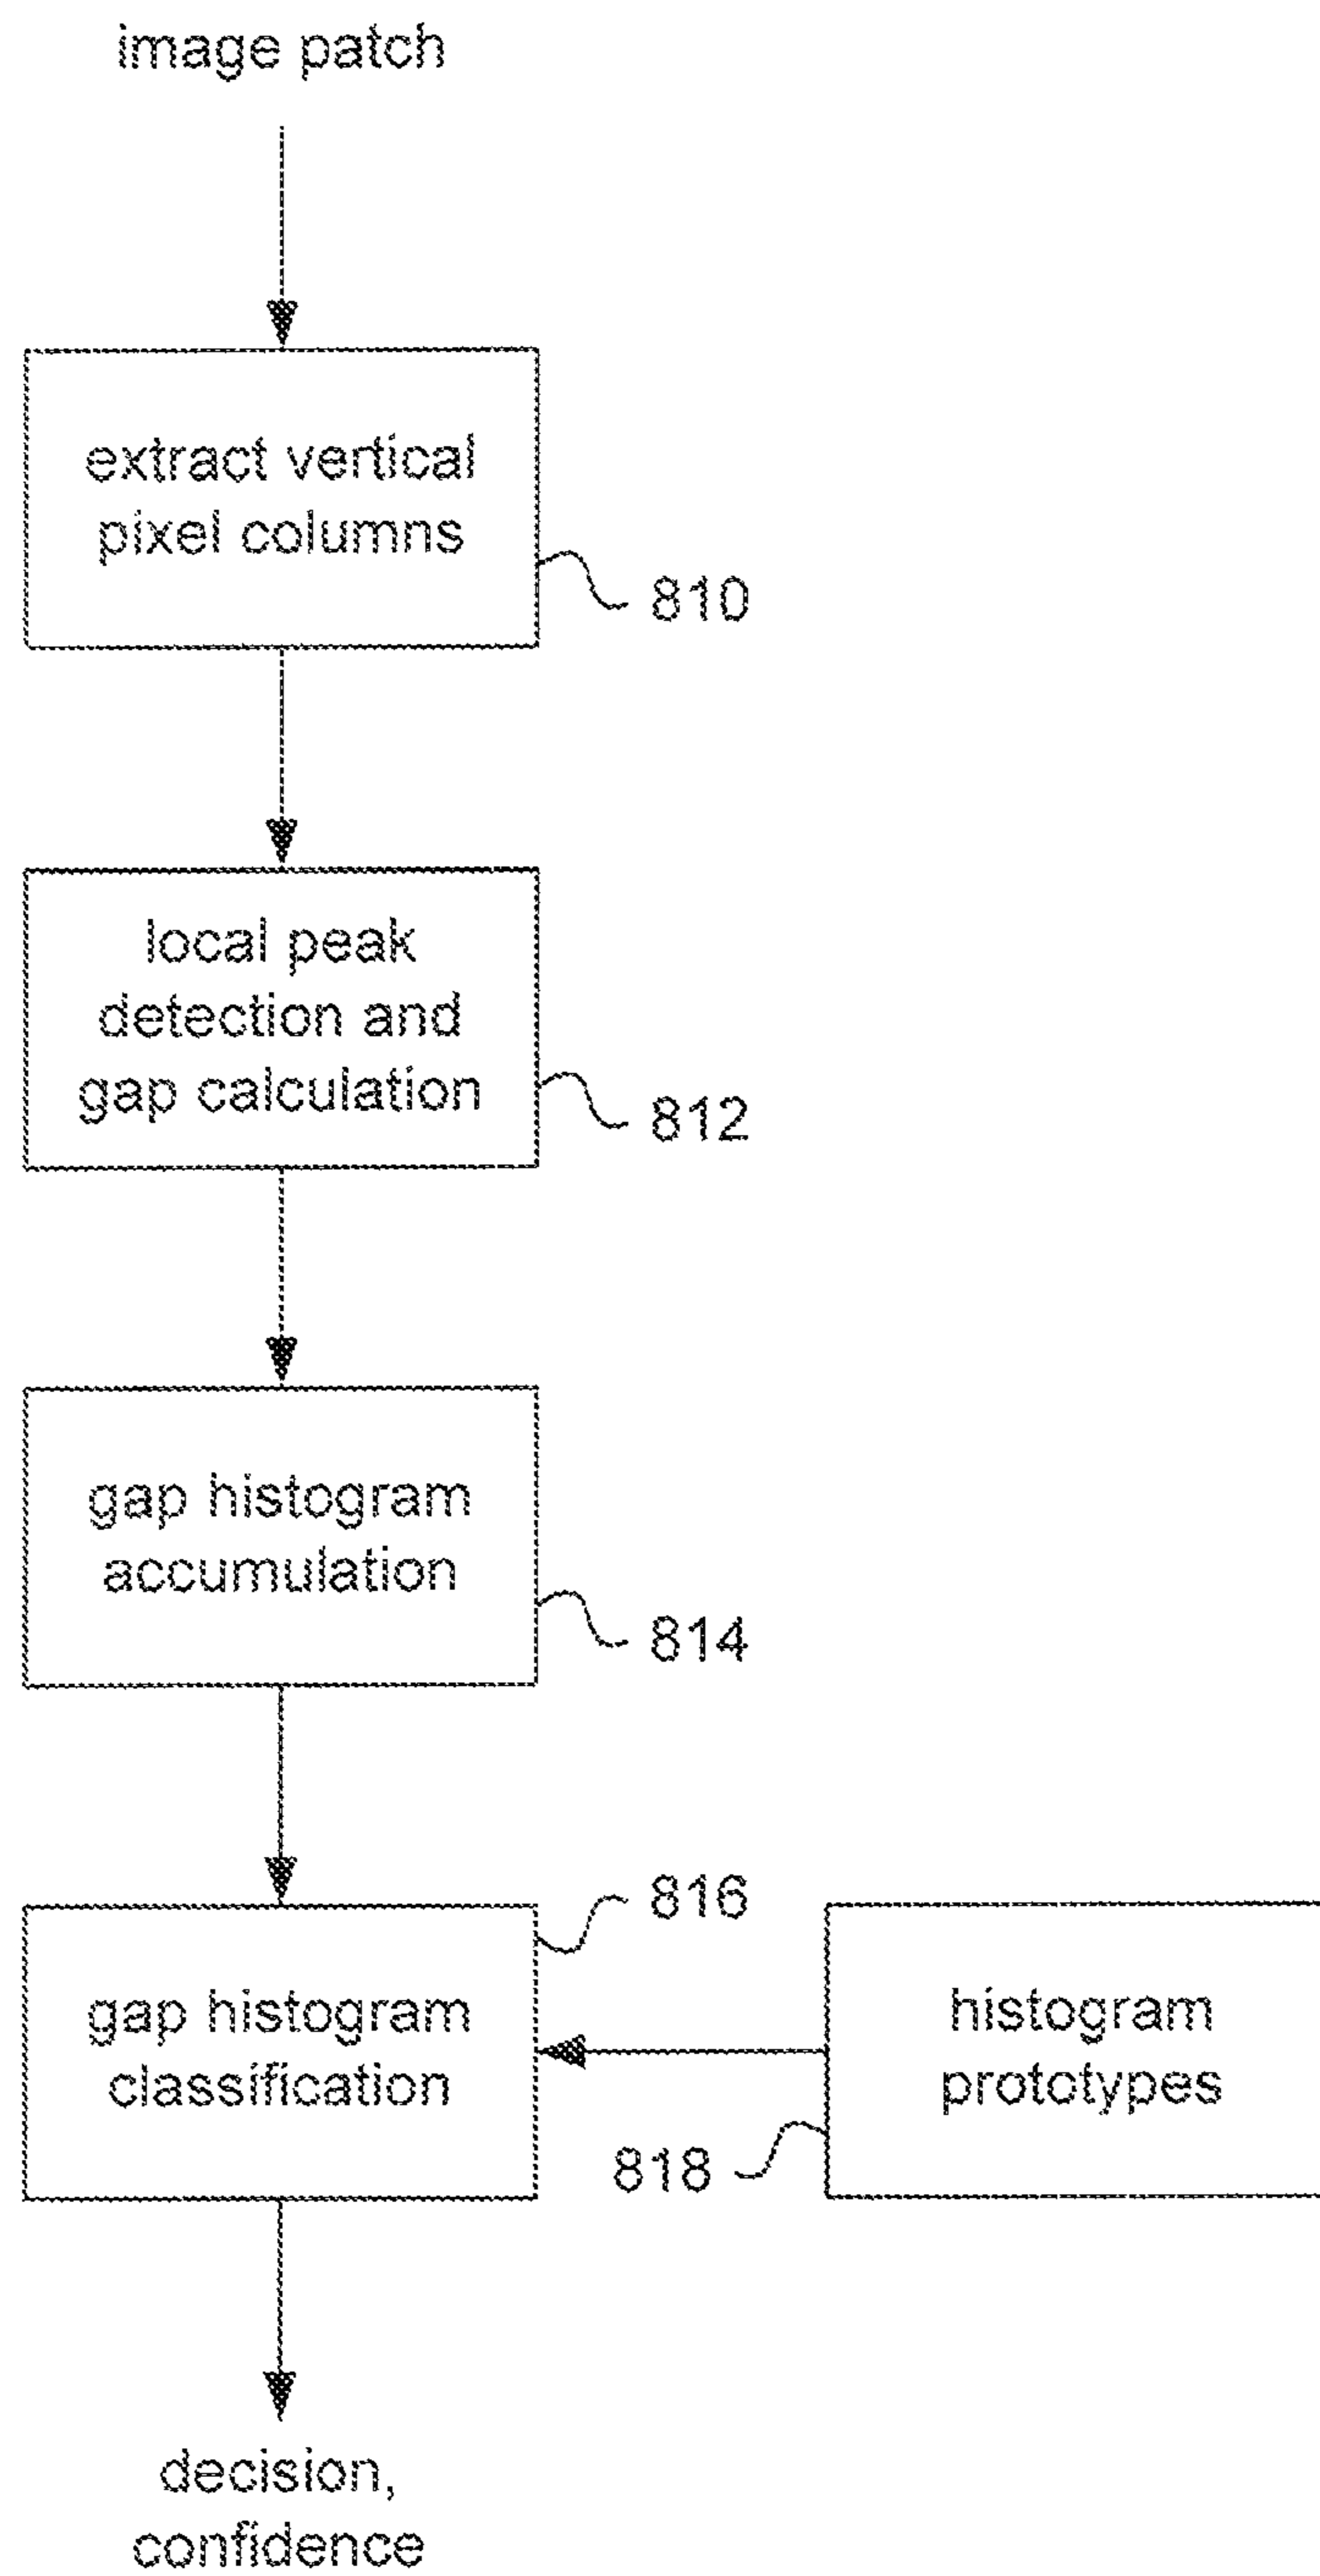 image patch
extract vertical
pixel columns
810
local peak
detection and
gap calculation
812
gap histogram
accumulation
814
816
gap histogram
classification
histogram
prototypes
818
decision,
confidence